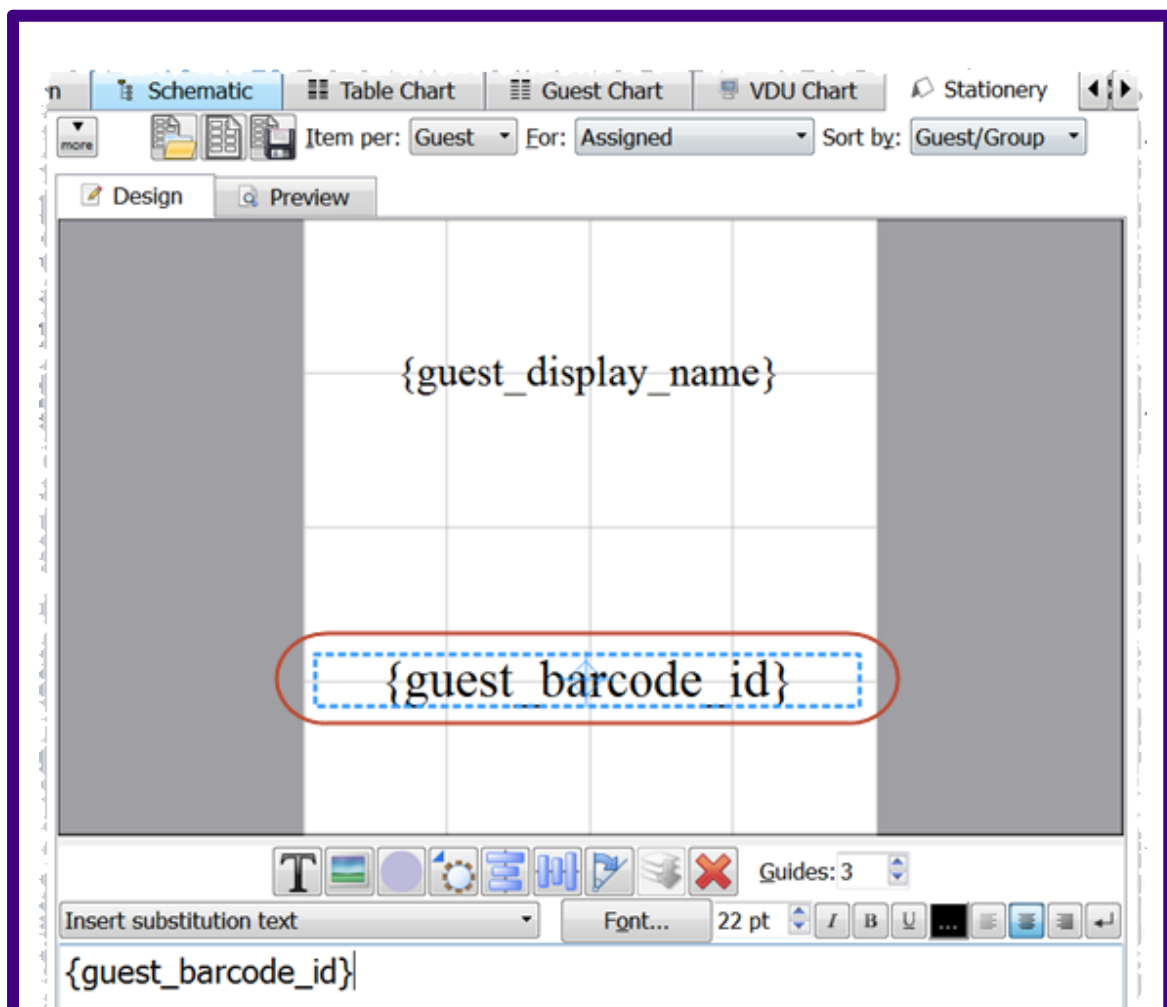 n Schematic Table Chart Guest Chart VDU Chart Stationery
more Item per: Guest For: Assigned Sort by: Guest/Group
Design Preview
{guest_display_name}
{guest_barcode_id}
T Guides: 3
Insert substitution text Font... 22 pt I B U ...
{guest_barcode_id}